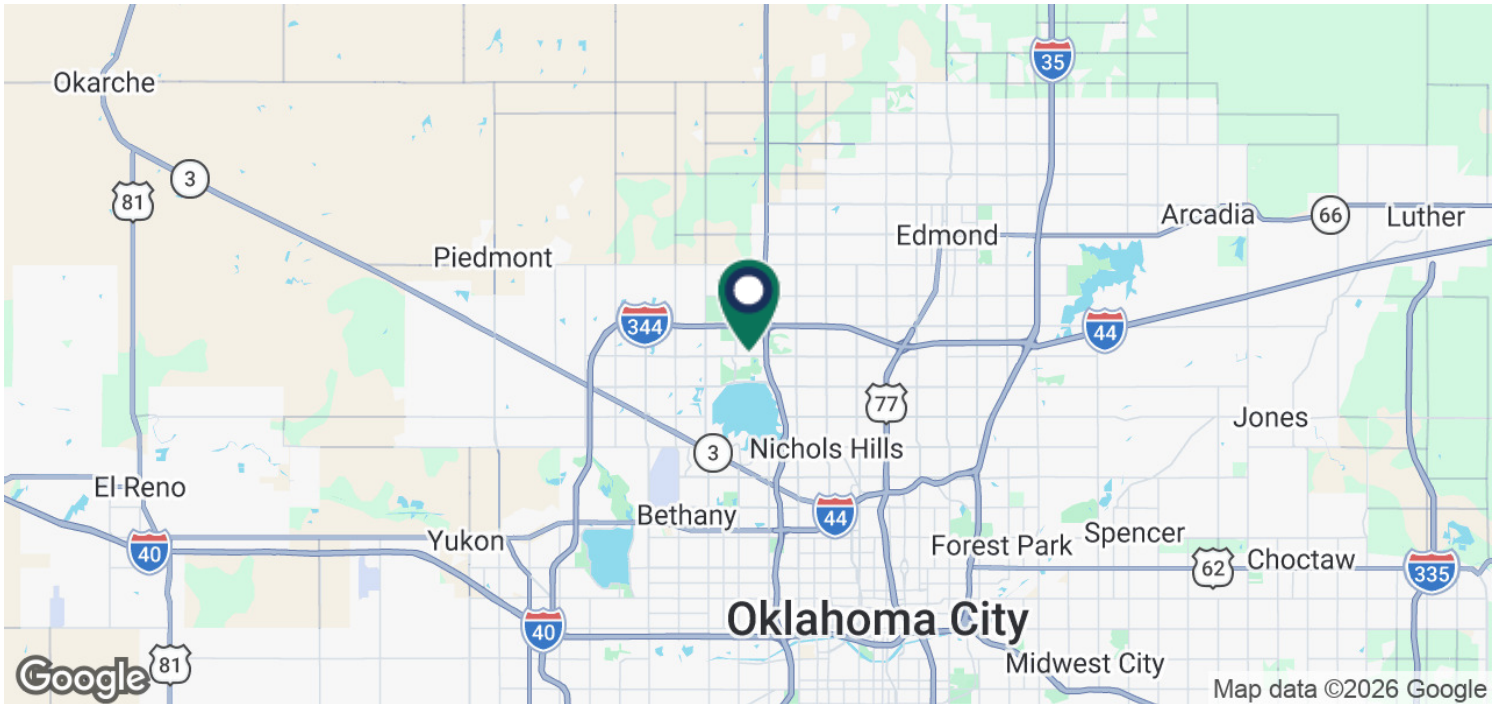 Okarche
35
3
81
66
Arcadia
Luther
Edmond
Piedmont
344
44
77
Jones
3
Nichols Hills
El Reno
Bethany
44
Spencer
Yukon
Forest Park
40
62
Choctaw
335
Oklahoma City
40
Midwest City
81
Google
Map data ©2026 Google